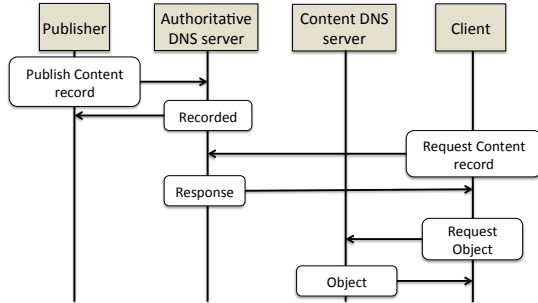 Publisher
Authoritative
DNS server
Content DNS
server
Client
Publish Content
record
Recorded
Request Content
record
Response
Request
Object
Object